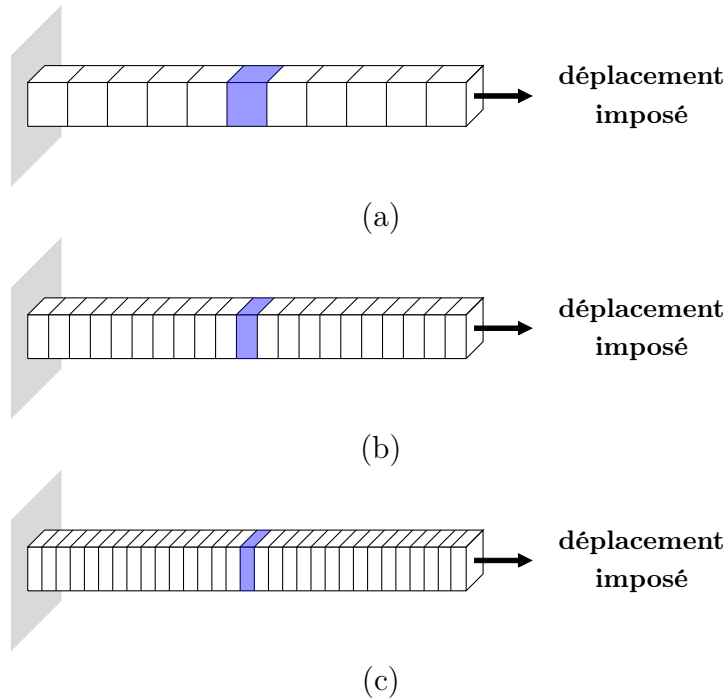 déplacement
imposé
(a)
déplacement
imposé
(b)
déplacement
imposé
(c)